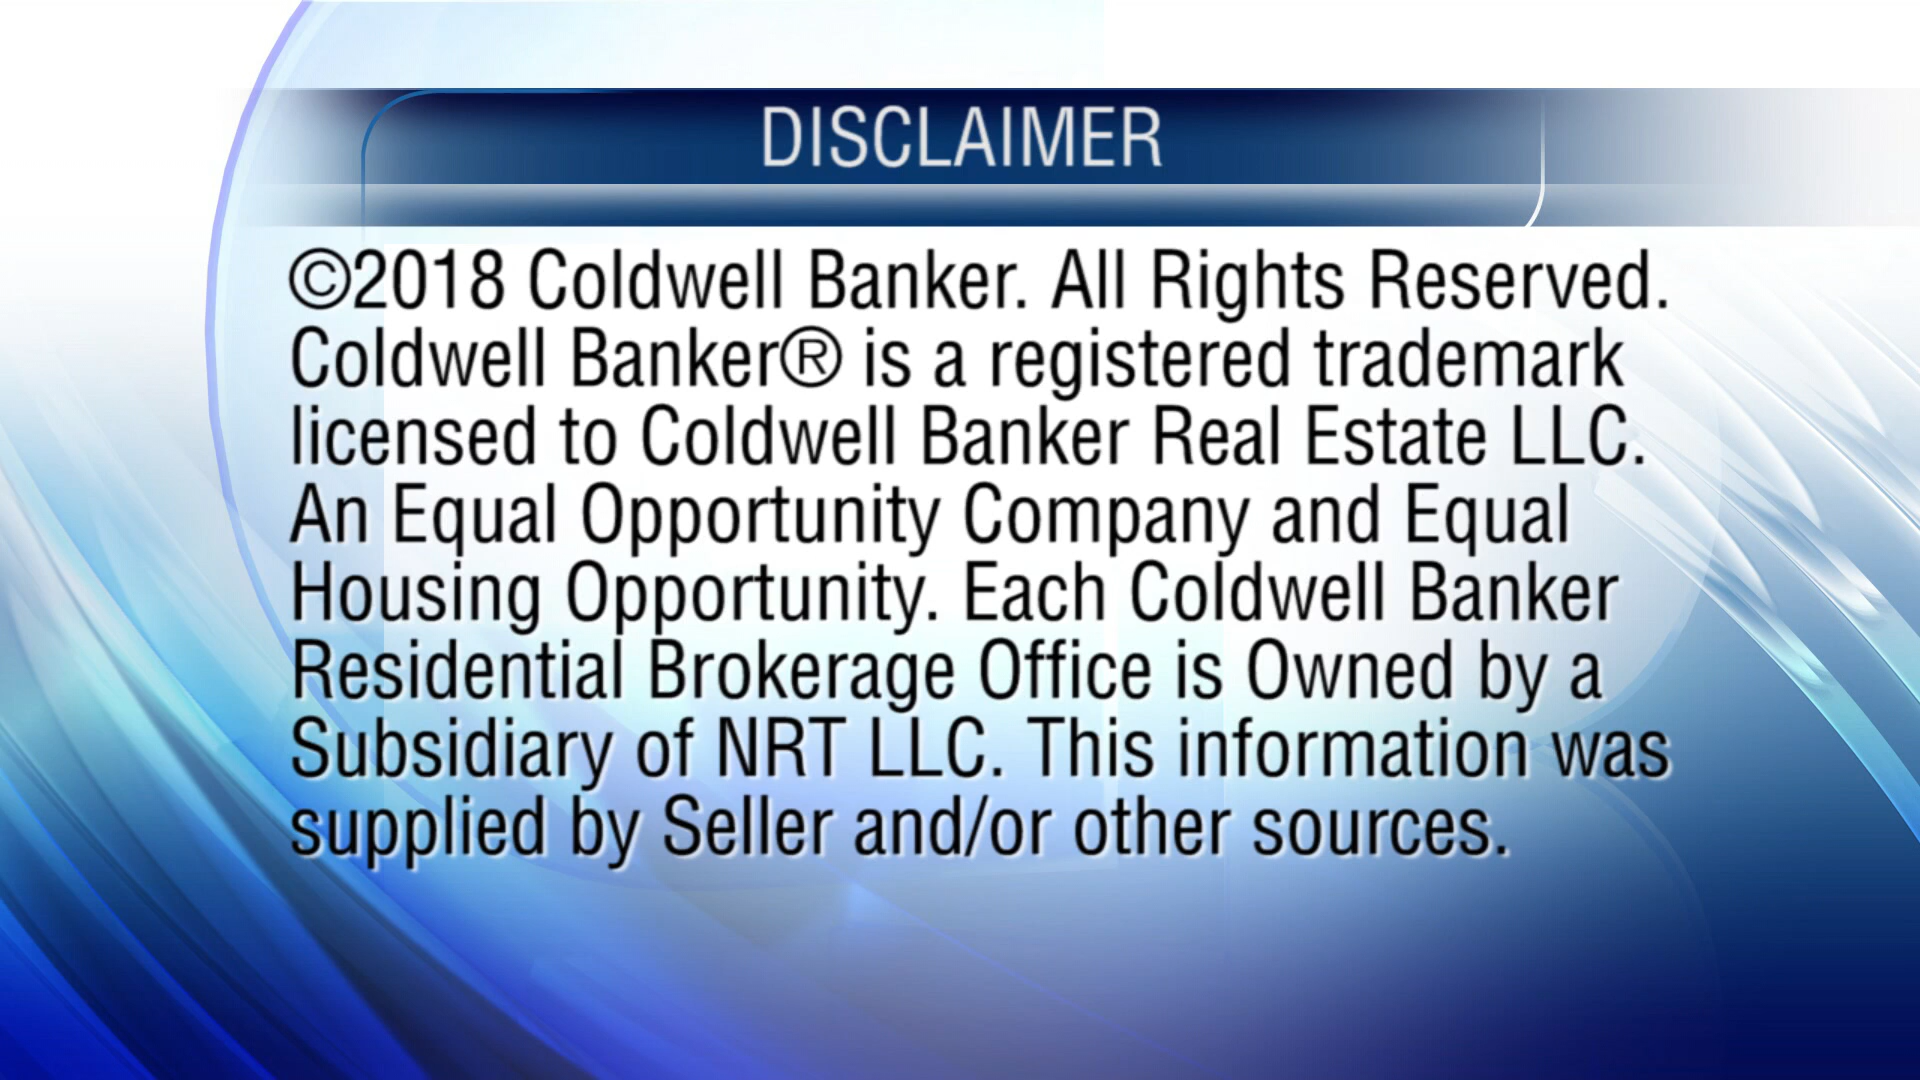 DISCLAIMER
©2018 Coldwell Banker. All Rights Reserved.
Coldwell Banker® is a registered trademark
licensed to Coldwell Banker Real Estate LLC.
An Equal Opportunity Company and Equal
Housing Opportunity. Each Coldwell Banker
Residential Brokerage Office is Owned by a
Subsidiary of NRT LLC. This information was
supplied by Seller and/or other sources.